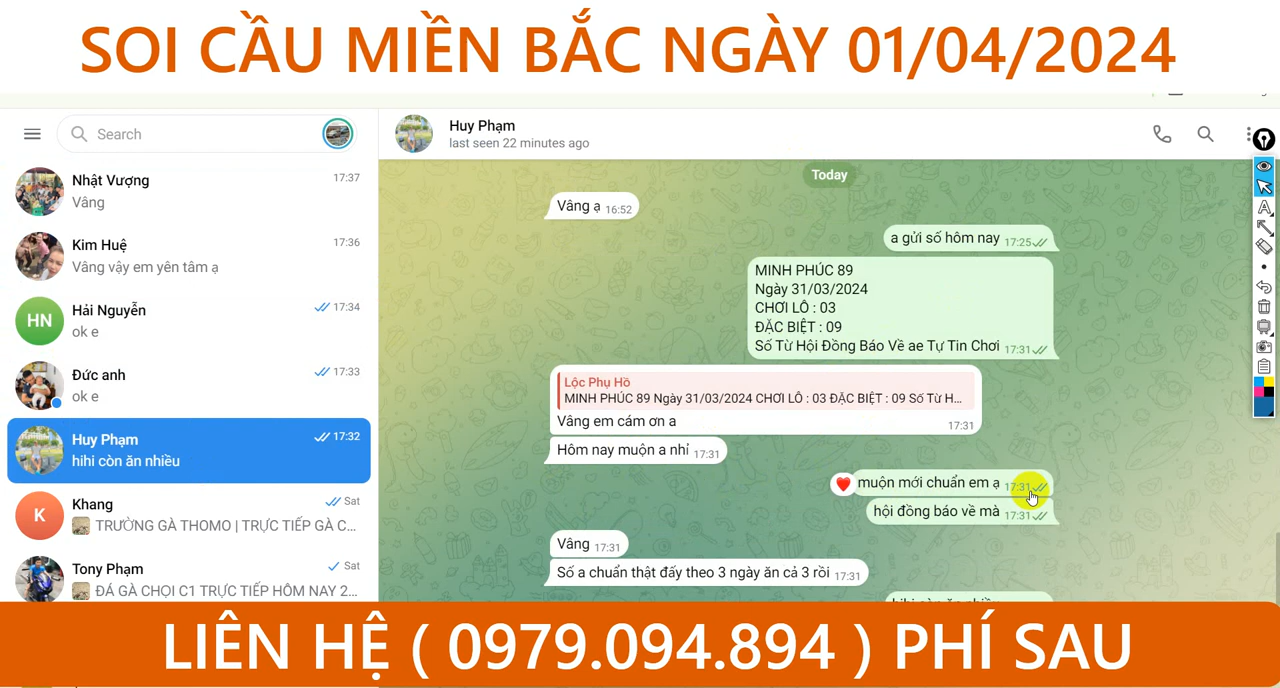 SOI CẦU MIỀN BẮC NGÀY 01/04/2024
Search
Nhật Vượng 17:37
Vâng
Kim Huệ 17:36
Vâng vậy em yên tâm ạ
HN
Hải Nguyễn 17:34
ok e
Đức anh 17:33
ok e
Huy Phạm 17:32
hihi còn ăn nhiều
K
Khang Sat
TRƯỜNG GÀ THOMO | TRỰC TIẾP GÀ C...
Tony Phạm Sat
ĐÁ GÀ CHỌI C1 TRỰC TIẾP HÔM NAY 2...
Huy Phạm
last seen 22 minutes ago
Today
Vâng ạ 16:52
a gửi số hôm nay 17:25
MINH PHÚC 89
Ngày 31/03/2024
CHƠI LÔ : 03
ĐẶC BIỆT : 09
Số Từ Hội Đồng Báo Về ae Tự Tin Chơi 17:31
Lộc Phụ Hồ
MINH PHÚC 89 Ngày 31/03/2024 CHƠI LÔ : 03 ĐẶC BIỆT : 09 Số Từ H...
Vâng em cám ơn a 17:31
Hôm nay muộn a nhỉ 17:31
muộn mới chuẩn em ạ 17:31
hội đồng báo về mà 17:31
Vâng 17:31
Số a chuẩn thật đấy theo 3 ngày ăn cả 3 rồi 17:31
LIÊN HỆ ( 0979.094.894 ) PHÍ SAU